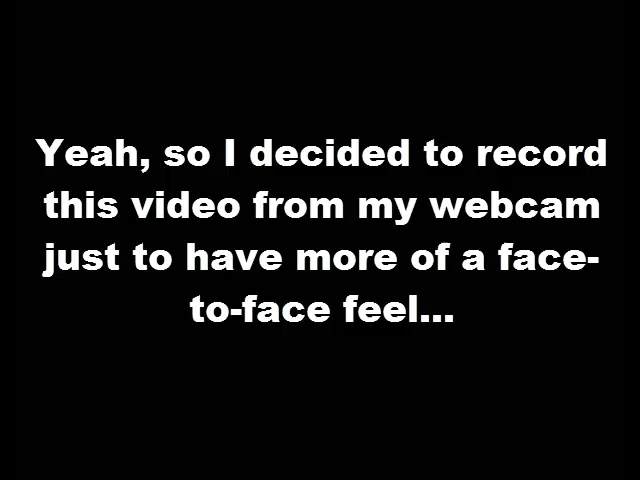 Yeah, so I decided to record
this video from my webcam
just to have more of a face-
to-face feel...